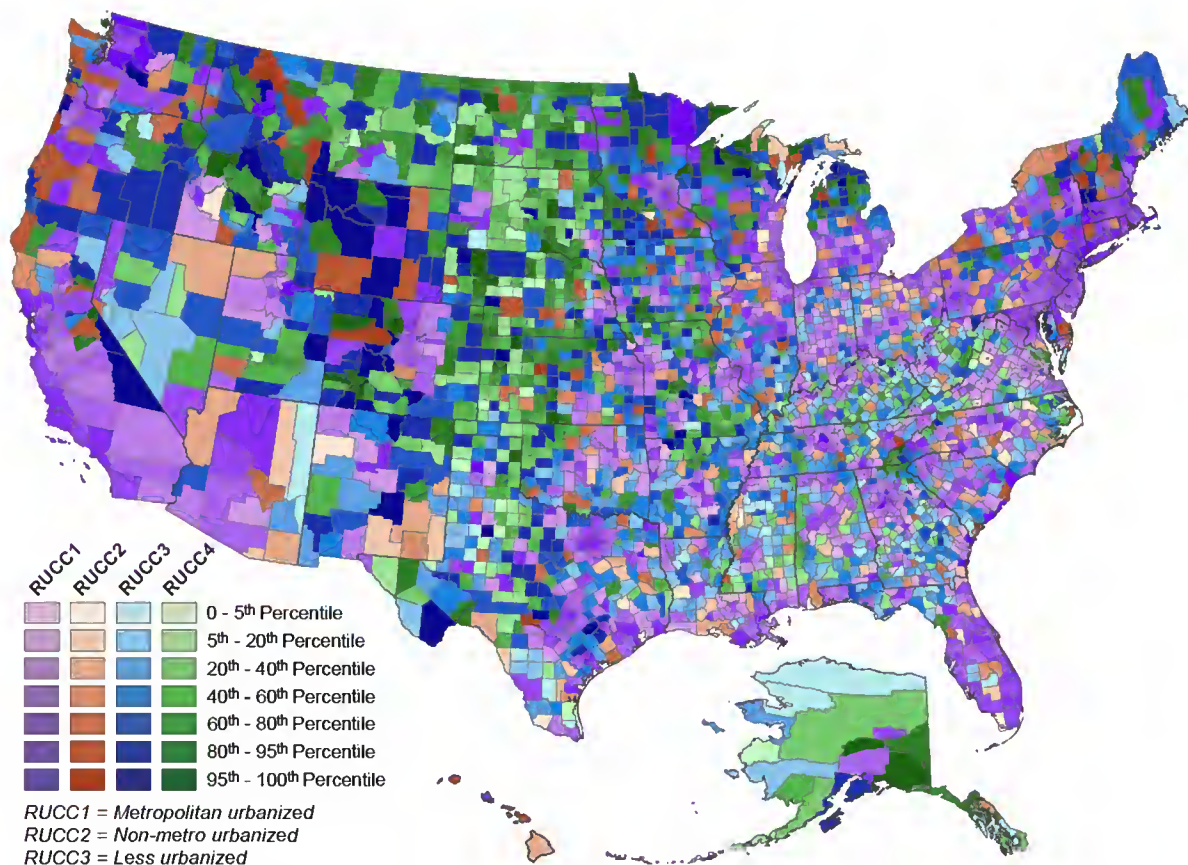 RUCC1 RUCC2 RUCC3 RUCC4
0 - 5th Percentile
5th - 20th Percentile
20th - 40th Percentile
40th - 60th Percentile
60th - 80th Percentile
80th - 95th Percentile
95th - 100th Percentile
RUCC1 = Metropolitan urbanized
RUCC2 = Non-metro urbanized
RUCC3 = Less urbanized